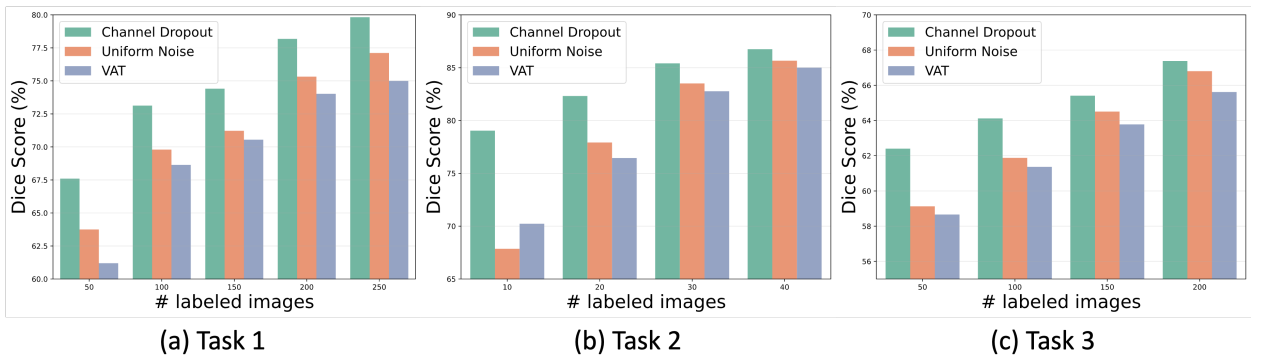 80.0
77.5
75.0
72.5
70.0
67.5
65.0
62.5
60.0
Dice Score (%)
Channel Dropout
Uniform Noise
VAT
50 100 150 200 250
# labeled images
(a) Task 1
90
85
80
75
70
65
Dice Score (%)
Channel Dropout
Uniform Noise
VAT
10 20 30 40
# labeled images
(b) Task 2
70
68
66
64
62
60
58
56
Dice Score (%)
Channel Dropout
Uniform Noise
VAT
50 100 150 200
# labeled images
(c) Task 3